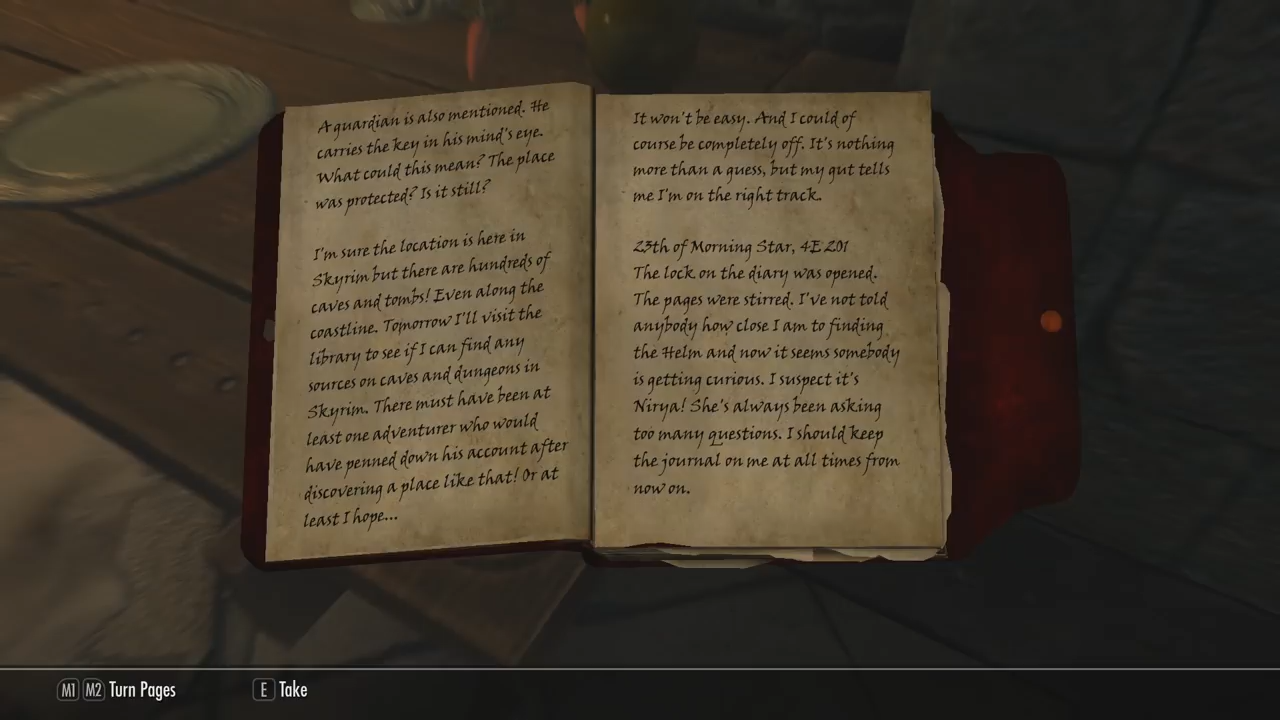 A guardian is also mentioned. He
carries the key in his mind's eye.
What could this mean? The place
was protected? Is it still?
I'm sure the location is here in
Skyrim but there are hundreds of
caves and tombs! Even along the
coastline. Tomorrow I'll visit the
library to see if I can find any
sources on caves and dungeons in
Skyrim. There must have been at
least one adventurer who would
have penned down his account after
discovering a place like that! Or at
least I hope...
It won't be easy. And I could of
course be completely off. It's nothing
more than a guess, but my gut tells
me I'm on the right track.
23th of Morning Star, 4E 201
The lock on the diary was opened.
The pages were stirred. I've not told
anybody how close I am to finding
the Helm and now it seems somebody
is getting curious. I suspect it's
Nirya! She's always been asking
too many questions. I should keep
the journal on me at all times from
now on.
M1 M2 Turn Pages
E Take